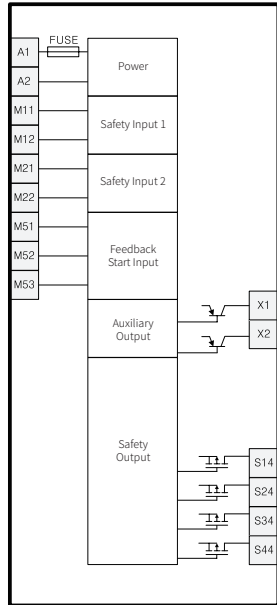 FUSE
A1
A2
M11
M12
M21
M22
M51
M52
M53
Power
Safety Input 1
Safety Input 2
Feedback
Start Input
Auxiliary
Output
Safety
Output
X1
X2
S14
S24
S34
S44